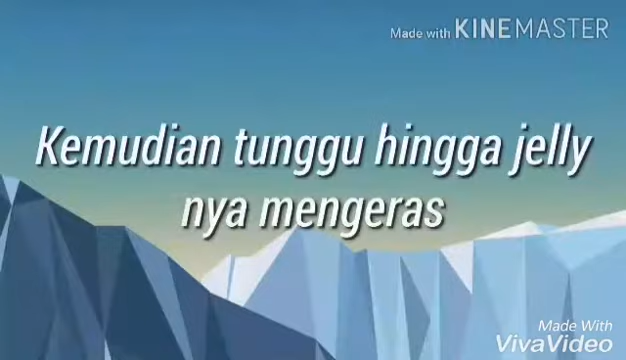 Made with KINEMASTER
Kemudian tunggu hingga jelly
nya mengeras
Made With
VivaVideo